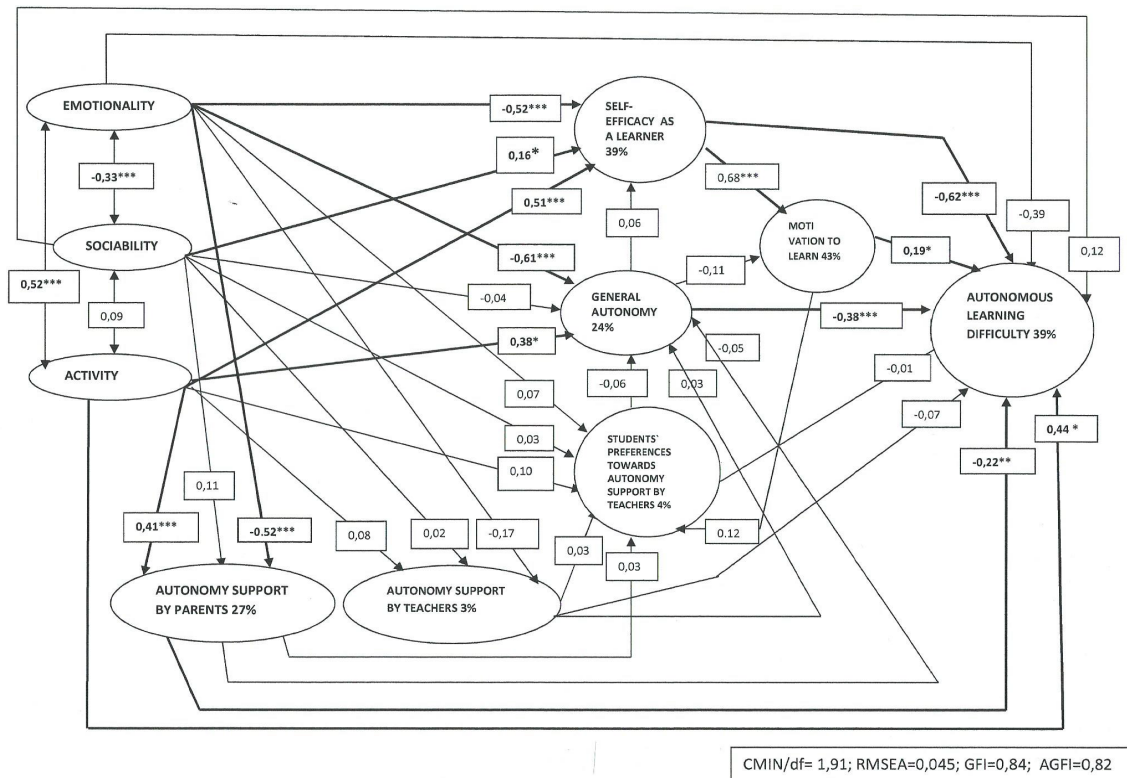 EMOTIONALITY
-0,52***
SELF-
EFFICACY AS
A LEARNER
39%
0,16*
-0,33***
0,51***
0,68***
-0,62***
-0,39
0,12
SOCIABILITY
0,06
MOTI
VATION TO
LEARN 43%
0,19*
-0,61***
-0,11
0,52***
0,09
-0,04
GENERAL
AUTONOMY
24%
-0,38***
AUTONOMOUS
LEARNING
DIFFICULTY 39%
0,38*
-0,05
ACTIVITY
-0,06
0,03
-0,01
0,07
-0,07
0,03
STUDENTS`
PREFERENCES
TOWARDS
AUTONOMY
SUPPORT BY
TEACHERS 4%
0,44 *
0,10
-0,22**
0,11
0,41***
-0.52***
0,08
0,02
-0,17
0.12
0,03
0,03
AUTONOMY SUPPORT
BY PARENTS 27%
AUTONOMY SUPPORT
BY TEACHERS 3%
CMIN/df= 1,91; RMSEA=0,045; GFI=0,84; AGFI=0,82